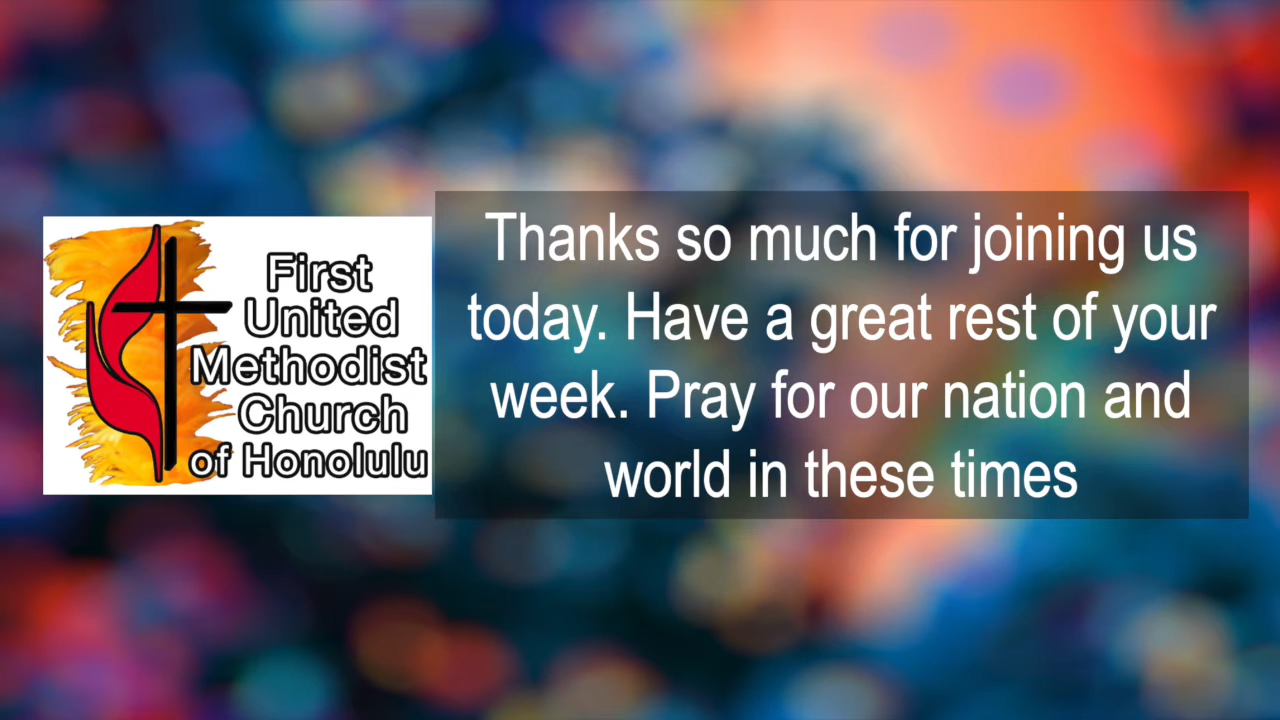 First
United
Methodist
Church
of Honolulu
Thanks so much for joining us
today. Have a great rest of your
week. Pray for our nation and
world in these times